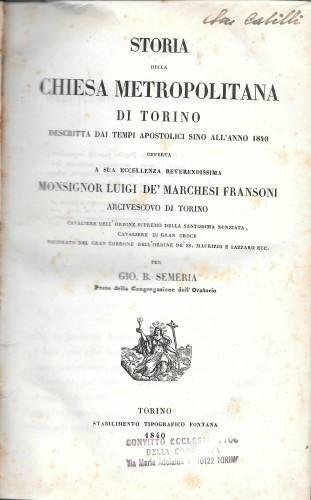 STORIA
DELLA
CHIESA METROPOLITANA
DI TORINO
DESCRITTA DAI TEMPI APOSTOLICI SINO ALL'ANNO 1840
OFFERTA
A SUA ECCELLENZA REVERENDISSIMA
MONSIGNOR LUIGI DE' MARCHESI FRANSONI
ARCIVESCOVO DI TORINO
CAVALIERE DELL'ORDINE SUPREMO DELLA SANTISSIMA NUNZIATA,
CAVALIERE DI GRAN CROCE
DECORATO DEL GRAN CORDONE DELL'ORDINE DE' SS. MAURIZIO E LAZZARO ECC.
PER
GIO. B. SEMERIA
Prete della Congregazione dell'Oratorio
TORINO
STABILIMENTO TIPOGRAFICO FONTANA
1840
CONVITTO
DELLA
Via Maria 10122 TORINO